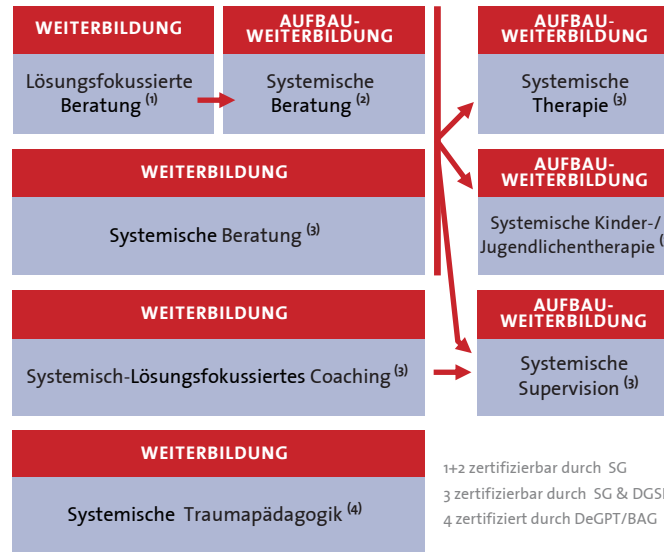 WEITERBILDUNG
Lösungsfokussierte
Beratung (1)
AUFBAU-
WEITERBILDUNG
Systemische
Beratung (2)
AUFBAU-
WEITERBILDUNG
Systemische
Therapie (3)
WEITERBILDUNG
Systemische Beratung (3)
AUFBAU-
WEITERBILDUNG
Systemische Kinder-/
Jugendlichentherapie (
WEITERBILDUNG
Systemisch-Lösungsfokussiertes Coaching (3)
AUFBAU-
WEITERBILDUNG
Systemische
Supervision (3)
WEITERBILDUNG
Systemische Traumapädagogik (4)
1+2 zertifizierbar durch SG
3 zertifizierbar durch SG & DGS
4 zertifiziert durch DeGPT/BAG